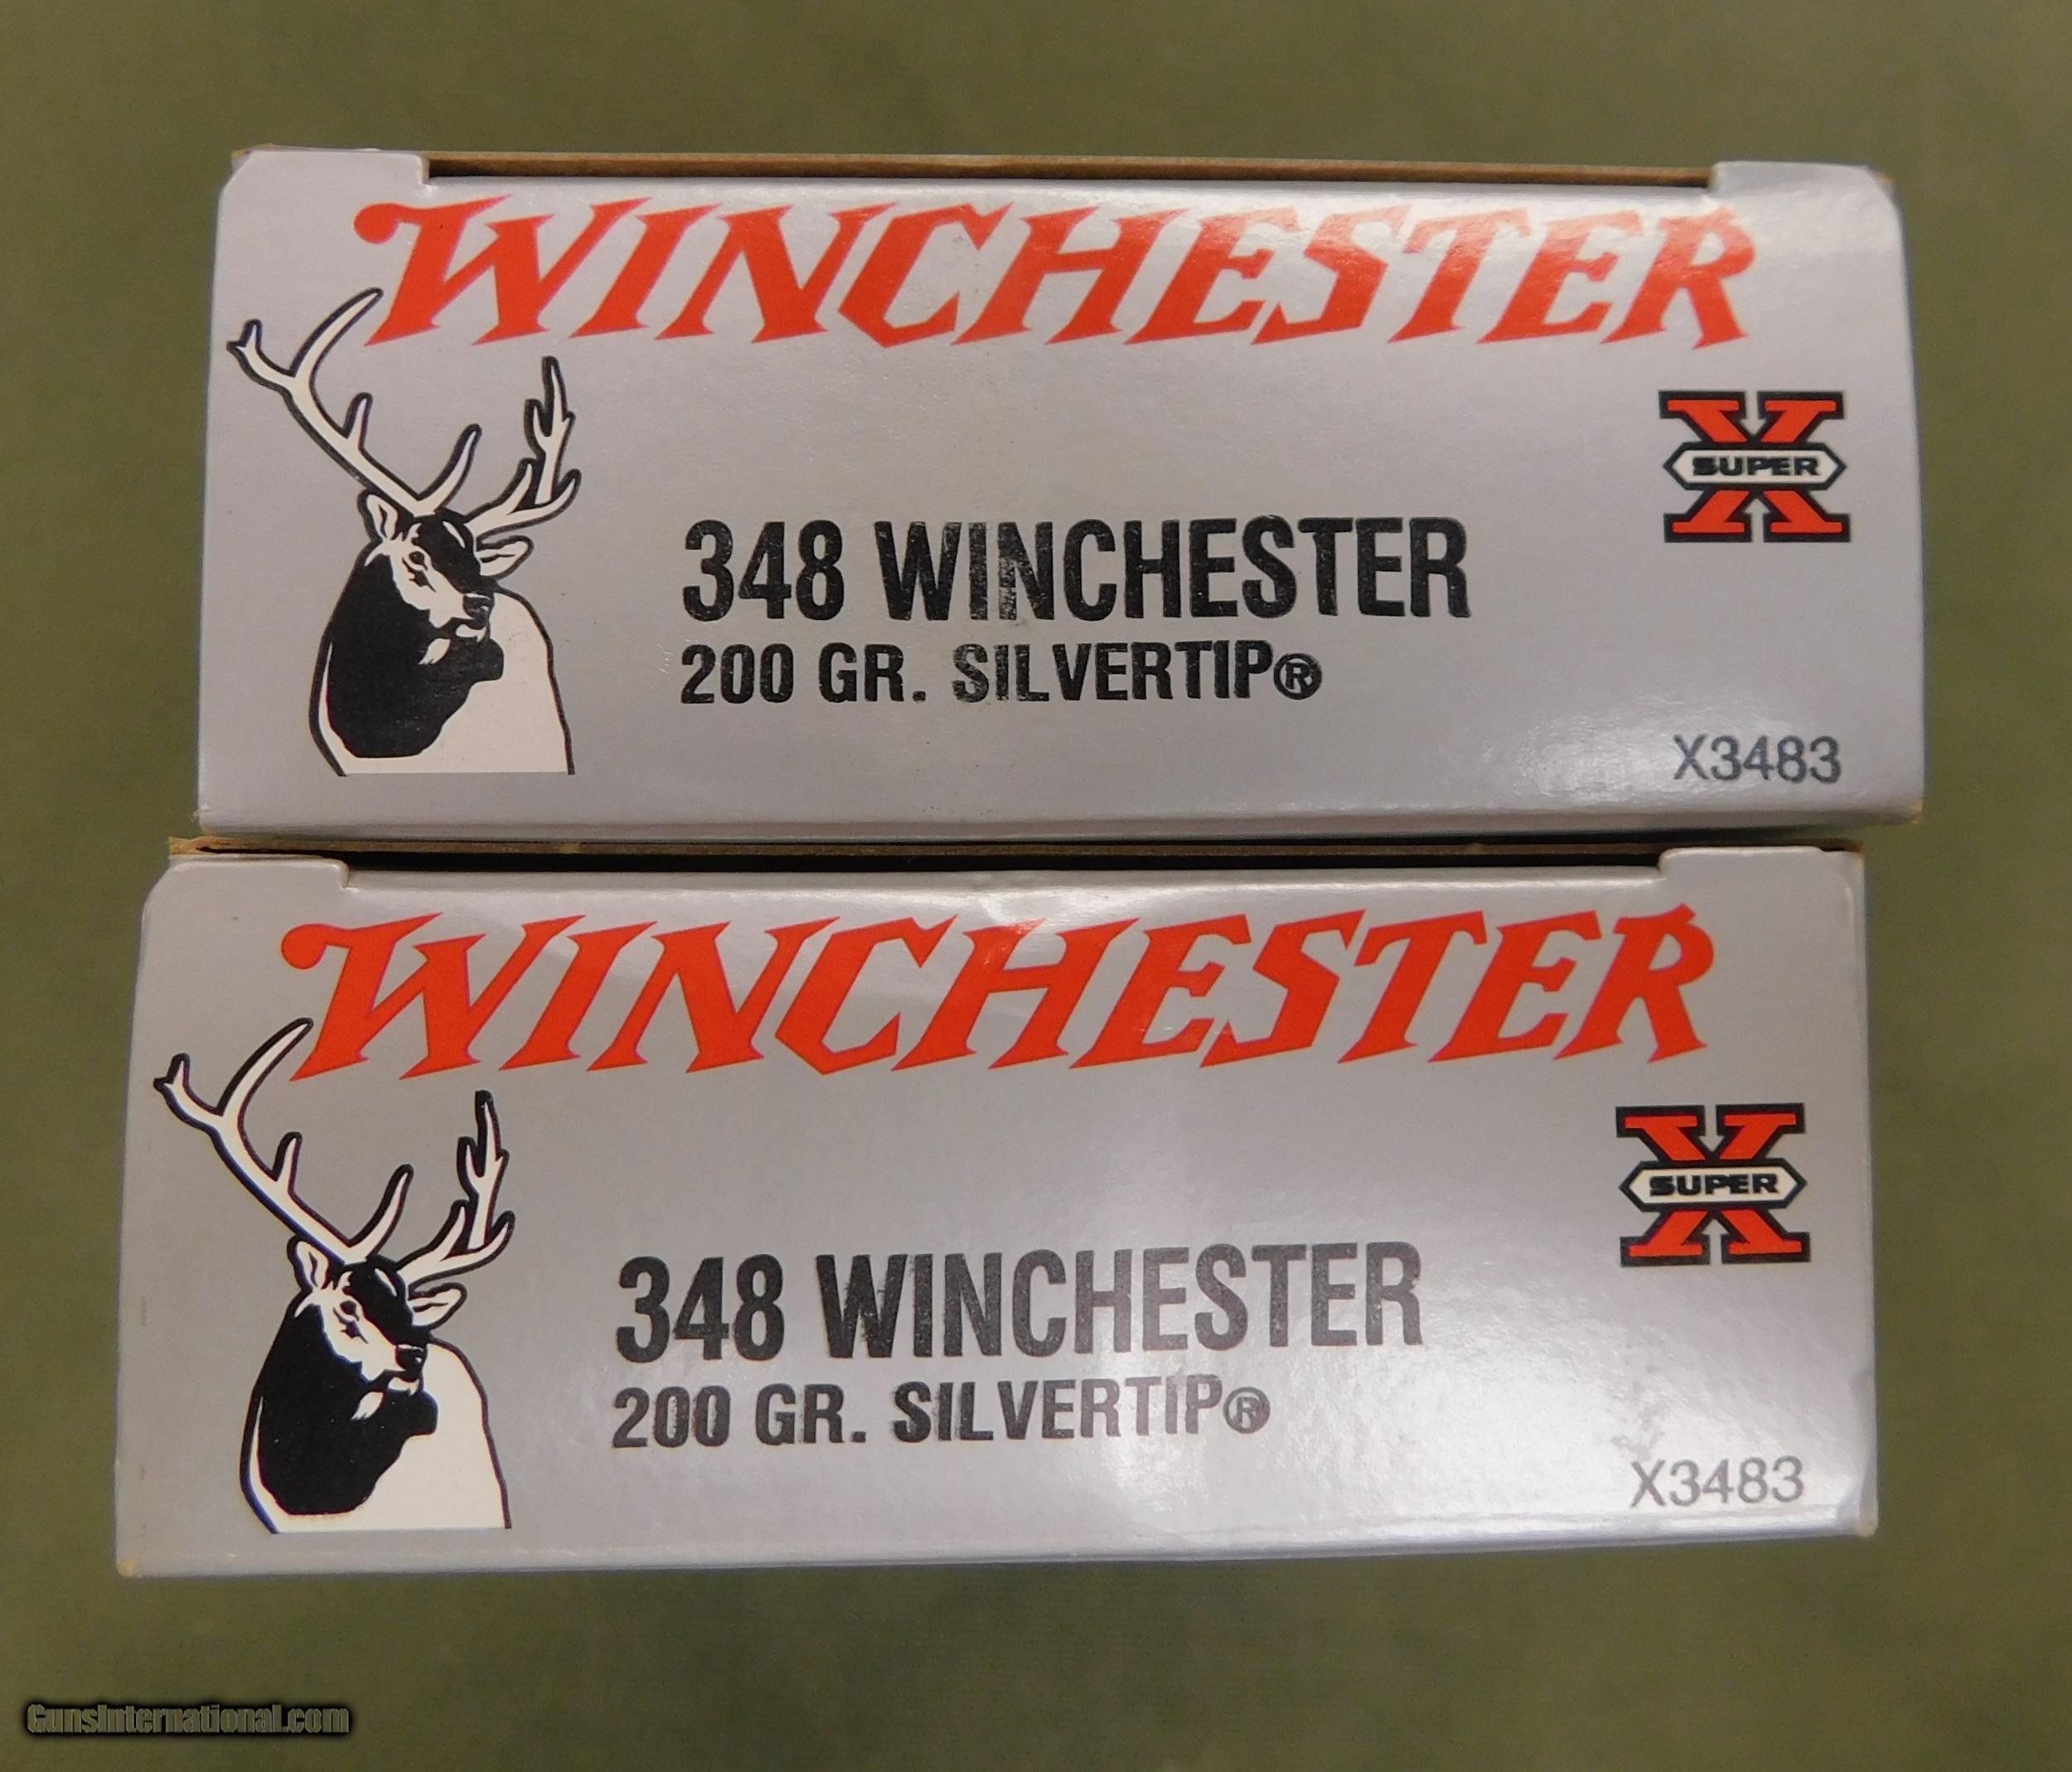 WINCHESTER
SUPER X
348 WINCHESTER
200 GR. SILVERTIP®
X3483
WINCHESTER
SUPER X
348 WINCHESTER
200 GR. SILVERTIP®
X3483
GunsInternational.com